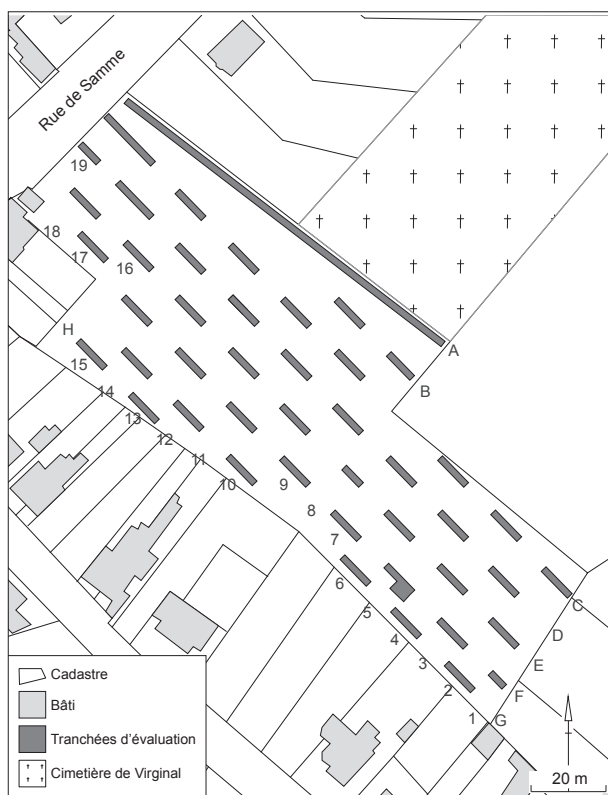 Rue de Samme
19
18
17
16
H
A
15
B
14
13
12
11
10
9
8
7
6
C
5
4
D
3
E
2
F
1
G
Cadastre
Bâti
Tranchées d'évaluation
Cimetière de Virginal
20 m